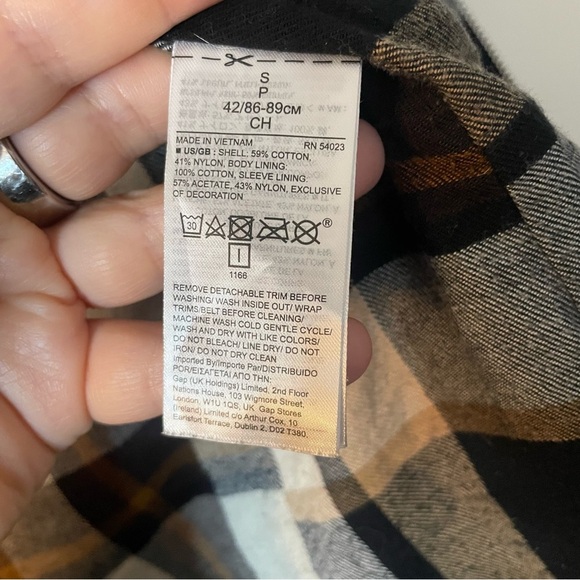 S
P
42/86-89CM
CH
MADE IN VIETNAM RN 54023
■ US/GB : SHELL: 59% COTTON,
41% NYLON, BODY LINING:
100% COTTON, SLEEVE LINING:
57% ACETATE, 43% NYLON, EXCLUSIVE
OF DECORATION
30 ®
I
1166
REMOVE DETACHABLE TRIM BEFORE
WASHING/ WASH INSIDE OUT/ WRAP
TRIMS/BELT BEFORE CLEANING/
MACHINE WASH COLD GENTLE CYCLE/
WASH AND DRY WITH LIKE COLORS/
DO NOT BLEACH/ LINE DRY/ DO NOT
IRON/ DO NOT DRY CLEAN
Imported By/Importe Par/DISTRIBUIDO
POR/ΕΙΣΑΓΕΤΑΙ ΑΠΟ ΤΗΝ:
Gap (UK Holdings) Limited, 2nd Floor
Nations House, 103 Wigmore Street,
London, W1U 1QS, UK Gap Stores
(Ireland) Limited c/o Arthur Cox, 10
Earlsfort Terrace, Dublin 2, D02 T380.